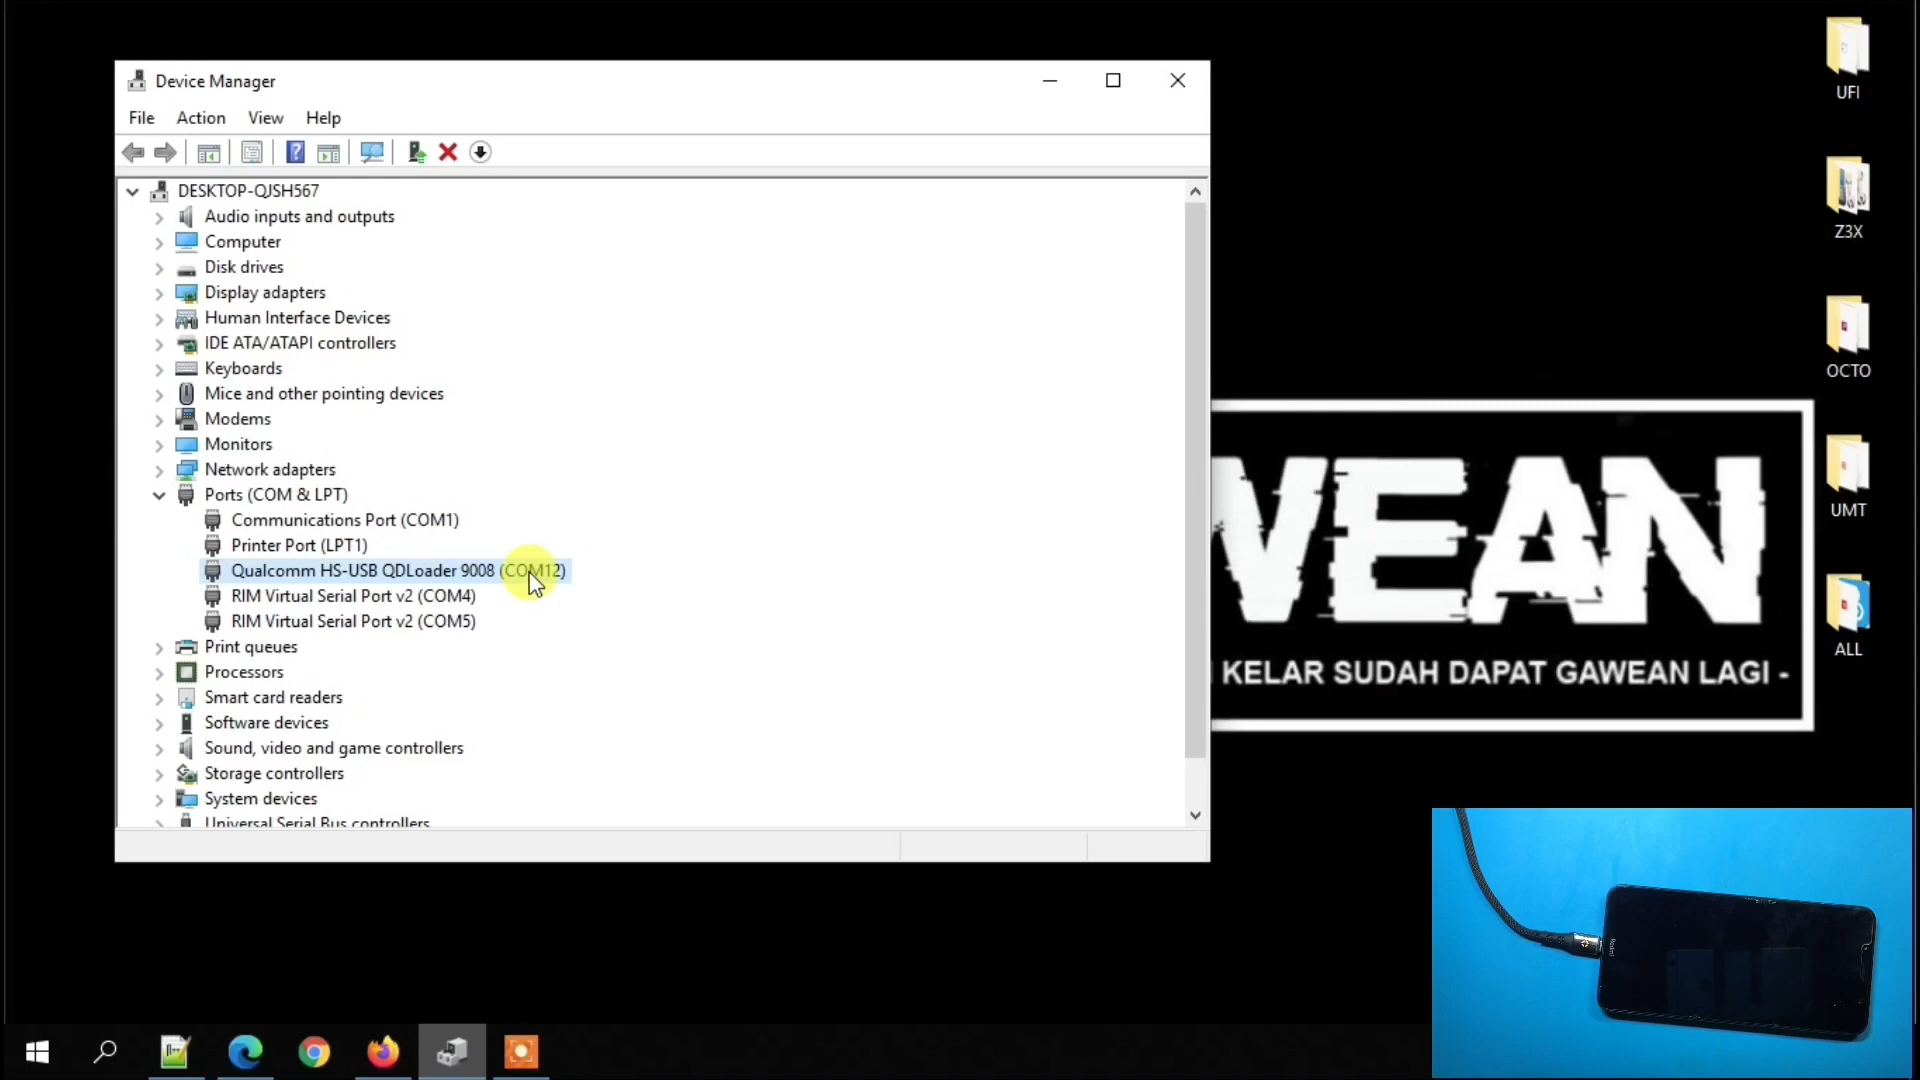 Device Manager
File Action View Help
DESKTOP-QJSH567
Audio inputs and outputs
Computer
Disk drives
Display adapters
Human Interface Devices
IDE ATA/ATAPI controllers
Keyboards
Mice and other pointing devices
Modems
Monitors
Network adapters
Ports (COM & LPT)
Communications Port (COM1)
Printer Port (LPT1)
Qualcomm HS-USB QDLoader 9008 (COM12)
RIM Virtual Serial Port v2 (COM4)
RIM Virtual Serial Port v2 (COM5)
Print queues
Processors
Smart card readers
Software devices
Sound, video and game controllers
Storage controllers
System devices
Universal Serial Bus controllers
WEAN
KELAR SUDAH DAPAT GAWEAN LAGI -
UFI
Z3X
OCTO
UMT
ALL
Redmi